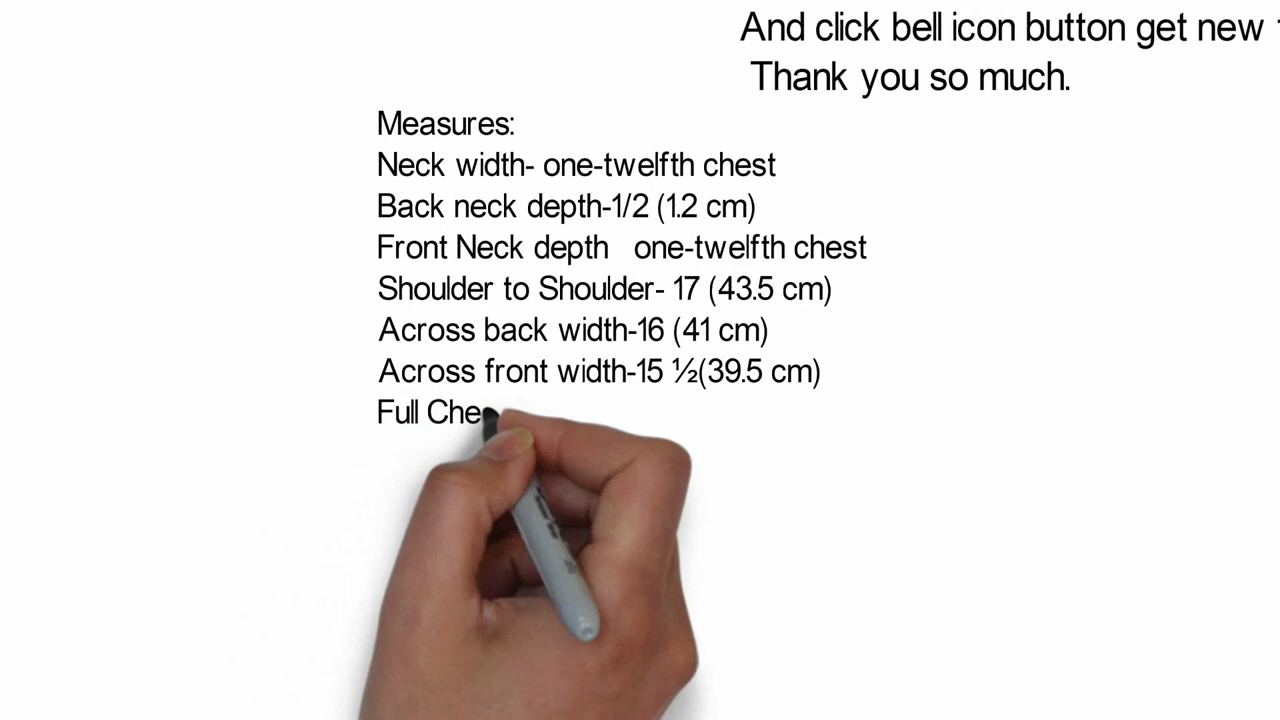 And click bell icon button get new
Thank you so much.
Measures:
Neck width- one-twelfth chest
Back neck depth-1/2 (1.2 cm)
Front Neck depth one-twelfth chest
Shoulder to Shoulder- 17 (43.5 cm)
Across back width-16 (41 cm)
Across front width-15 ½(39.5 cm)
Full Che